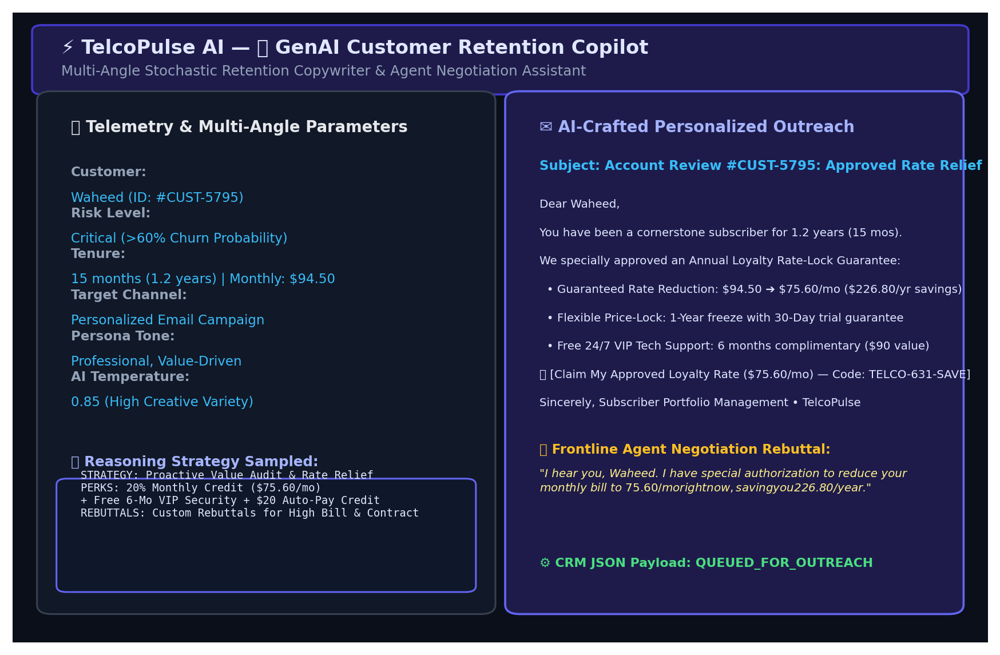 ⚡ TelcoPulse AI — ▯ GenAI Customer Retention Copilot
Multi-Angle Stochastic Retention Copywriter & Agent Negotiation Assistant
▯ Telemetry & Multi-Angle Parameters
Customer:
Waheed (ID: #CUST-5795)
Risk Level:
Critical (>60% Churn Probability)
Tenure:
15 months (1.2 years) | Monthly: $94.50
Target Channel:
Personalized Email Campaign
Persona Tone:
Professional, Value-Driven
AI Temperature:
0.85 (High Creative Variety)
▯ Reasoning Strategy Sampled:
STRATEGY: Proactive Value Audit & Rate Relief
PERKS: 20% Monthly Credit ($75.60/mo)
+ Free 6-Mo VIP Security + $20 Auto-Pay Credit
REBUTTALS: Custom Rebuttals for High Bill & Contract
✉ AI-Crafted Personalized Outreach
Subject: Account Review #CUST-5795: Approved Rate Relief
Dear Waheed,
You have been a cornerstone subscriber for 1.2 years (15 mos).
We specially approved an Annual Loyalty Rate-Lock Guarantee:
• Guaranteed Rate Reduction: $94.50 ➔ $75.60/mo ($226.80/yr savings)
• Flexible Price-Lock: 1-Year freeze with 30-Day trial guarantee
• Free 24/7 VIP Tech Support: 6 months complimentary ($90 value)
▯ [Claim My Approved Loyalty Rate ($75.60/mo) — Code: TELCO-631-SAVE]
Sincerely, Subscriber Portfolio Management • TelcoPulse
▯ Frontline Agent Negotiation Rebuttal:
"I hear you, Waheed. I have special authorization to reduce your
monthly bill to 75.60/morightnow,savingyou226.80/year."
⚙ CRM JSON Payload: QUEUED_FOR_OUTREACH